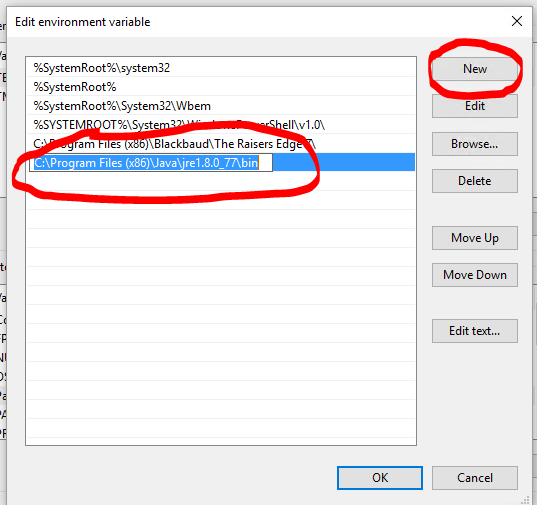 Edit environment variable
%SystemRoot%\system32
%SystemRoot%
%SystemRoot%\System32\Wbem
%SYSTEMROOT%\System32\WindowsPowerShell\v1.0\
C:\Program Files (x86)\Blackbaud\The Raisers Edge 7\
C:\Program Files (x86)\Java\jre1.8.0_77\bin
New
Edit
Browse...
Delete
Move Up
Move Down
Edit text...
OK
Cancel